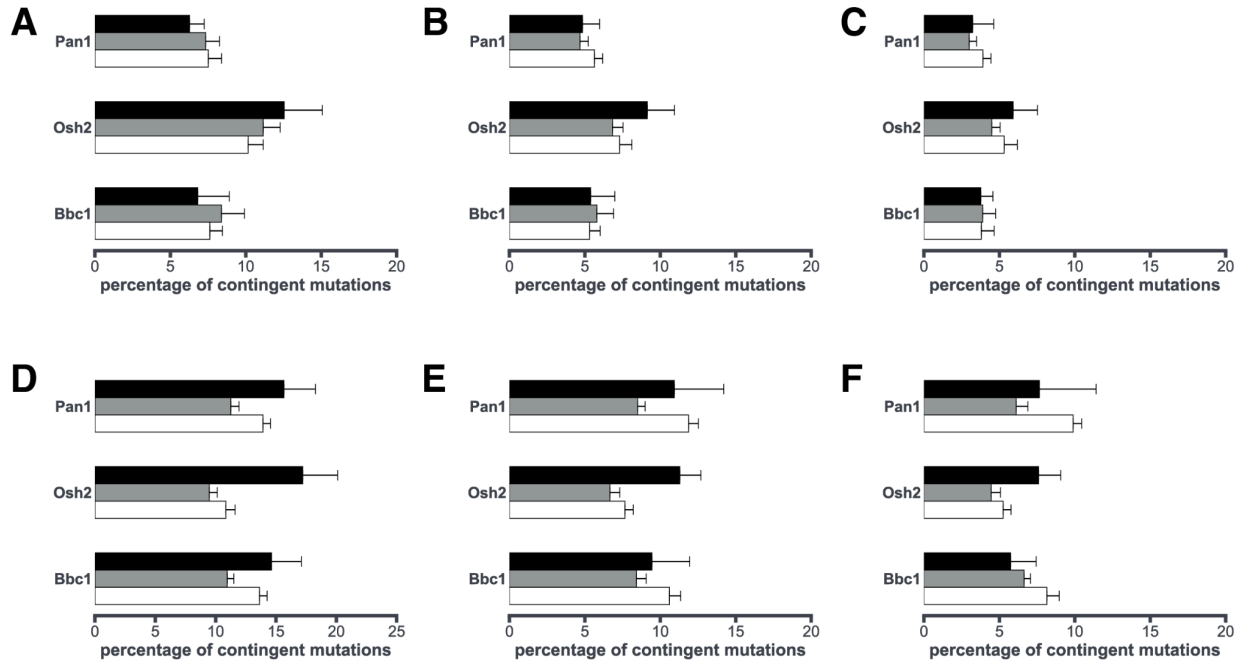 A
Pan1
Osh2
Bbc1
0 5 10 15 20
percentage of contingent mutations
B
Pan1
Osh2
Bbc1
0 5 10 15 20
percentage of contingent mutations
C
Pan1
Osh2
Bbc1
0 5 10 15 20
percentage of contingent mutations
D
Pan1
Osh2
Bbc1
0 5 10 15 20 25
percentage of contingent mutations
E
Pan1
Osh2
Bbc1
0 5 10 15 20
percentage of contingent mutations
F
Pan1
Osh2
Bbc1
0 5 10 15 20
percentage of contingent mutations